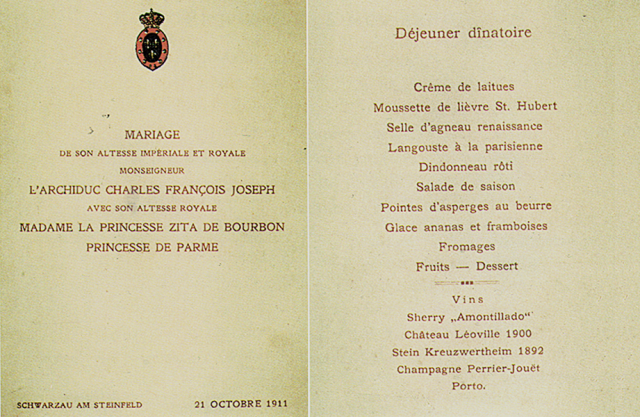 MARIAGE
DE SON ALTESSE IMPÉRIALE ET ROYALE
MONSEIGNEUR
L'ARCHIDUC CHARLES FRANÇOIS JOSEPH
AVEC SON ALTESSE ROYALE
MADAME LA PRINCESSE ZITA DE BOURBON
PRINCESSE DE PARME
SCHWARZAU AM STEINFELD 21 OCTOBRE 1911
Déjeuner dînatoire
Crême de laitues
Moussette de lièvre St. Hubert
Selle d'agneau renaissance
Langouste à la parisienne
Dindonneau rôti
Salade de saison
Pointes d'asperges au beurre
Glace ananas et framboises
Fromages
Fruits — Dessert
Vins
Sherry „Amontillado“
Château Léoville 1900
Stein Kreuzwertheim 1892
Champagne Perrier-Jouët
Porto.